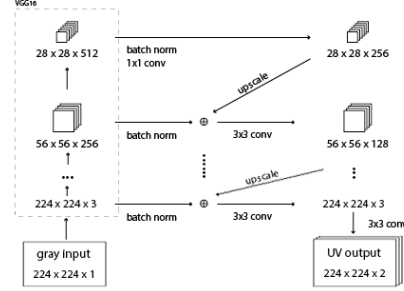 VGG16
28 x 28 x 512
batch norm
1x1 conv
28 x 28 x 256
upscale
56 x 56 x 256
batch norm
⊕
3x3 conv
56 x 56 x 128
...
upscale
224 x 224 x 3
batch norm
⊕
3x3 conv
224 x 224 x 3
3x3 conv
gray input
224 x 224 x 1
UV output
224 x 224 x 2